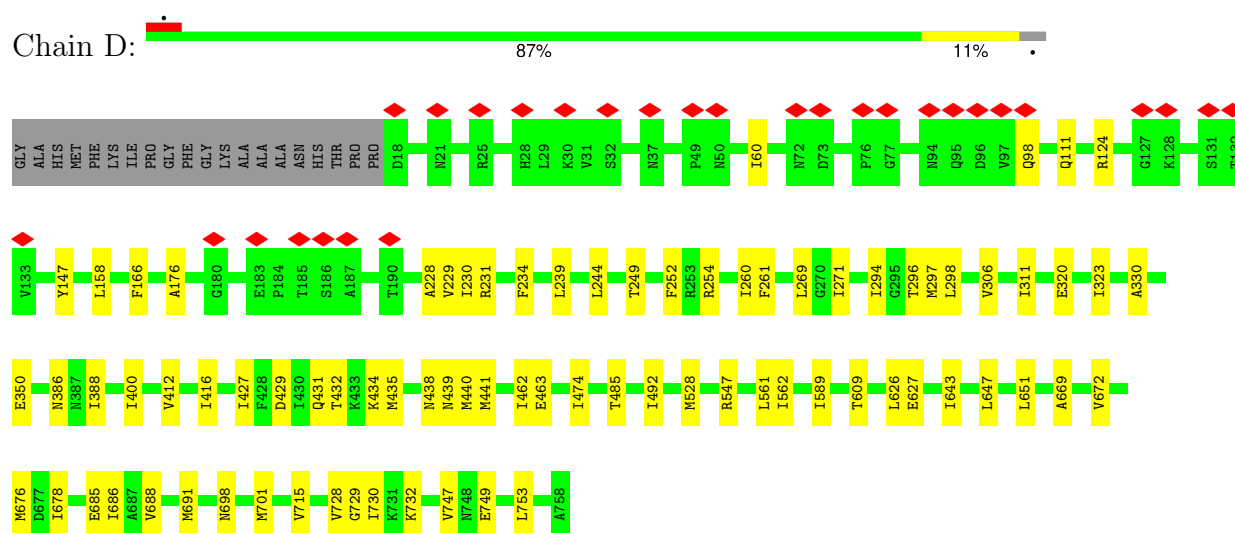 Chain D:
87%
11%
GLY ALA HIS MET PHE LYS ILE PRO GLY PHE GLY LYS ALA ALA ALA ASN HIS THR PRO PRO D18 N21 R25 H28 L29 K30 V31 S32 N37 P49 N50 I60 N72 D73 P76 G77 N94 Q95 D96 V97 Q98 Q111 R124 G127 K128 S131 T132
V133 Y147 L158 F166 A176 G180 E183 P184 T185 S186 A187 T190 A228 V229 I230 R231 F234 L239 L244 T249 F252 R253 R254 I260 F261 L269 G270 I271 I294 G295 T296 M297 L298 V306 I311 E320 I323 A330
E350 N386 N387 I388 I400 V412 I416 I427 F428 D429 I430 Q431 T432 K433 K434 M435 N438 N439 M440 M441 I462 E463 I474 T485 I492 M528 R547 L561 I562 I589 T609 L626 E627 I643 L647 L651 A669 V672
M676 D677 I678 E685 I686 A687 V688 M691 N698 M701 V715 V728 G729 I730 K731 K732 V747 N748 E749 L753 A758